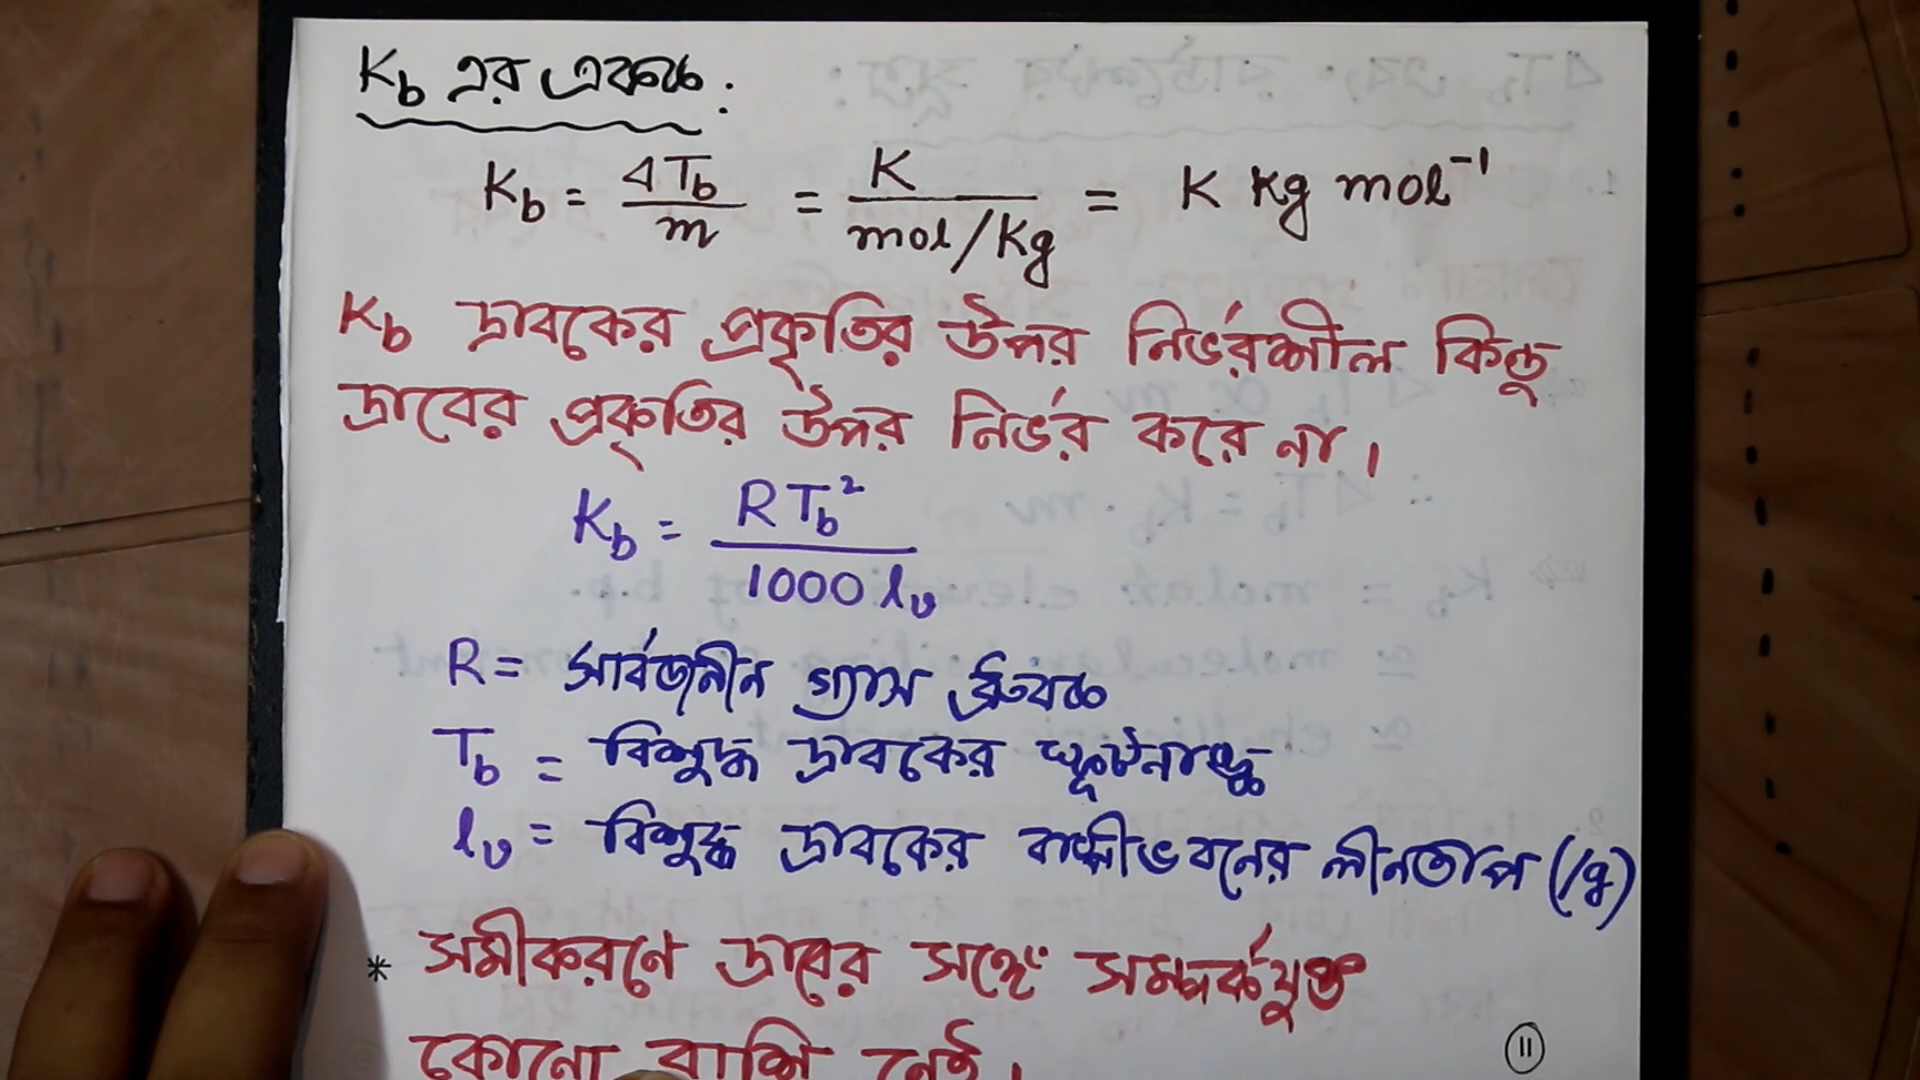 Kb এর একক :
Kb = ΔTb / m = K / mol/Kg = K Kg mol⁻¹
Kb দ্রাবকের প্রকৃতির উপর নির্ভরশীল কিন্তু
দ্রাবের প্রকৃতির উপর নির্ভর করে না।
Kb = RTb² / 1000 lv
R = সার্বজনীন গ্যাস ধ্রুবক
Tb = বিশুদ্ধ দ্রাবকের স্ফূটনাঙ্ক
lv = বিশুদ্ধ দ্রাবকের বাষ্পীভবনের লীনতাপ (/g)
* সমীকরণে দ্রাবের সঙ্গে সম্পর্কযুক্ত
কোনো রাশি নেই।
11